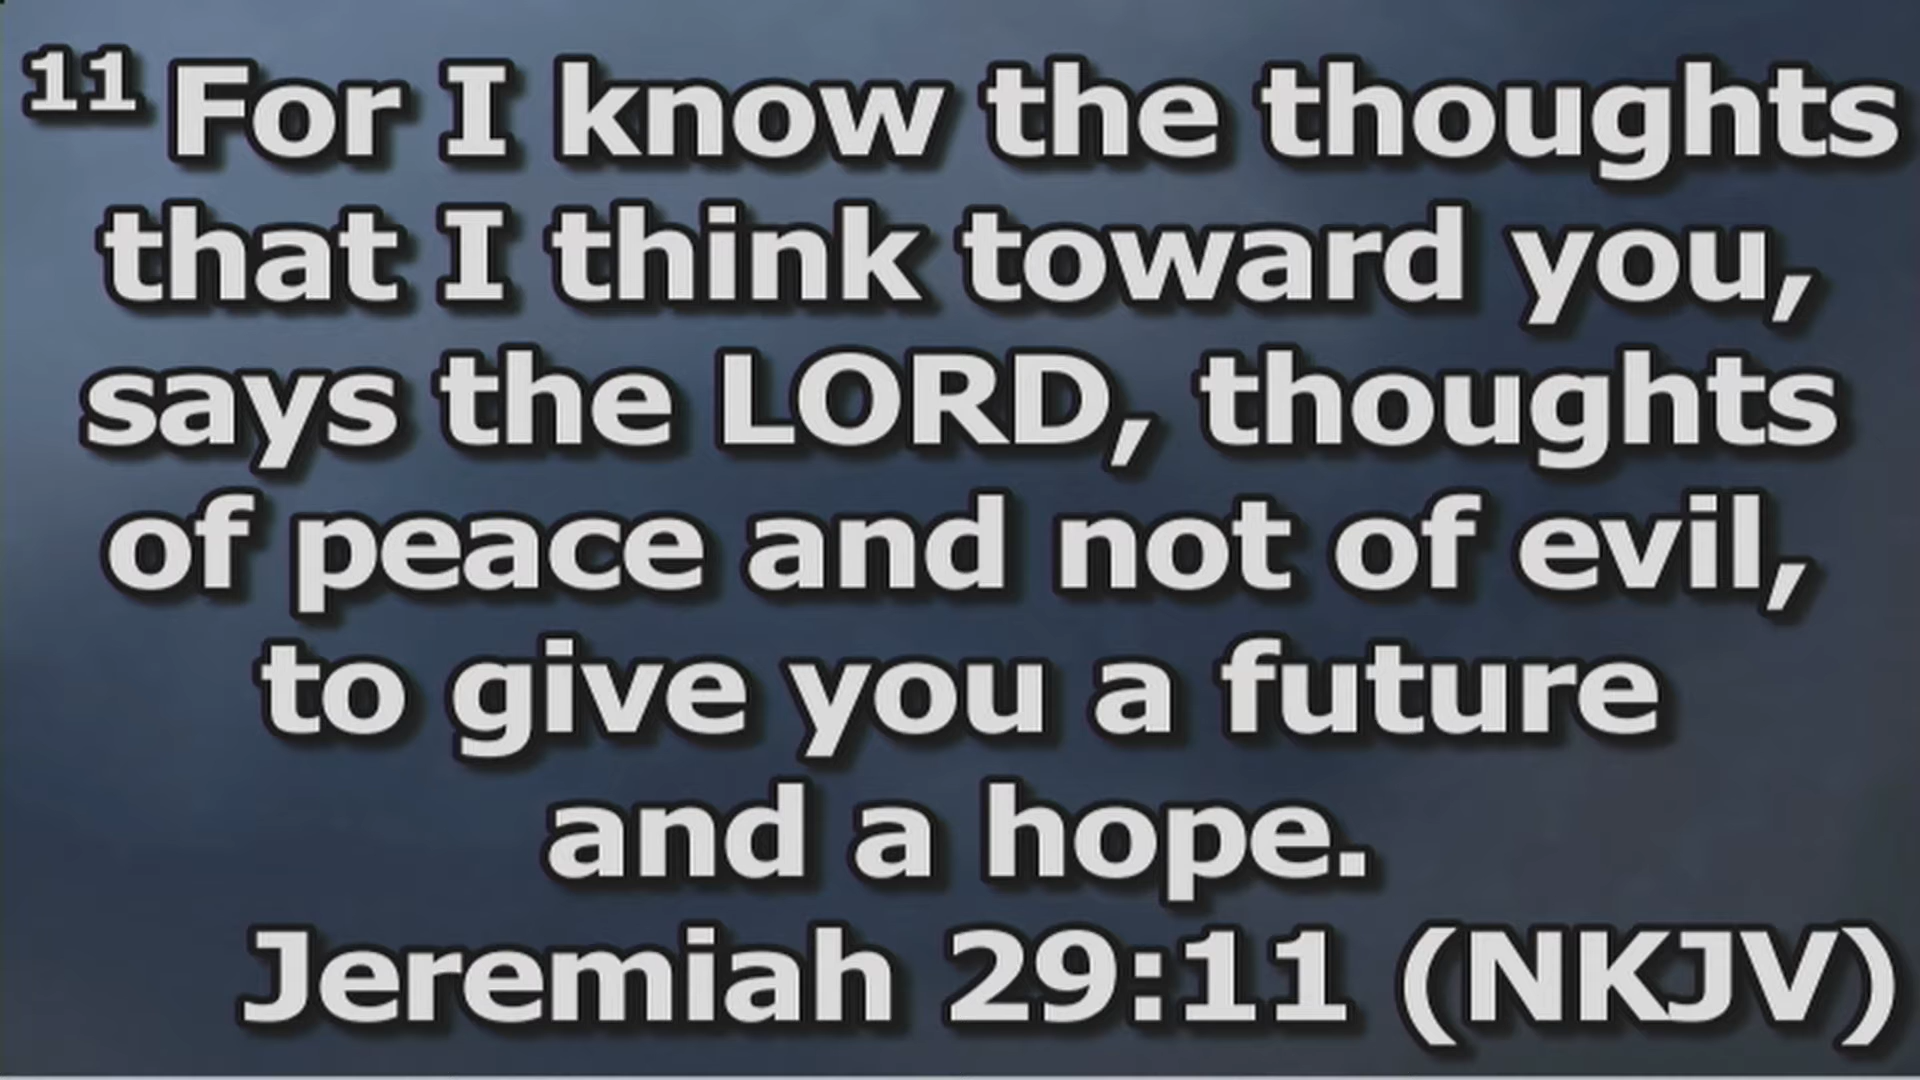 11 For I know the thoughts
that I think toward you,
says the LORD, thoughts
of peace and not of evil,
to give you a future
and a hope.
Jeremiah 29:11 (NKJV)